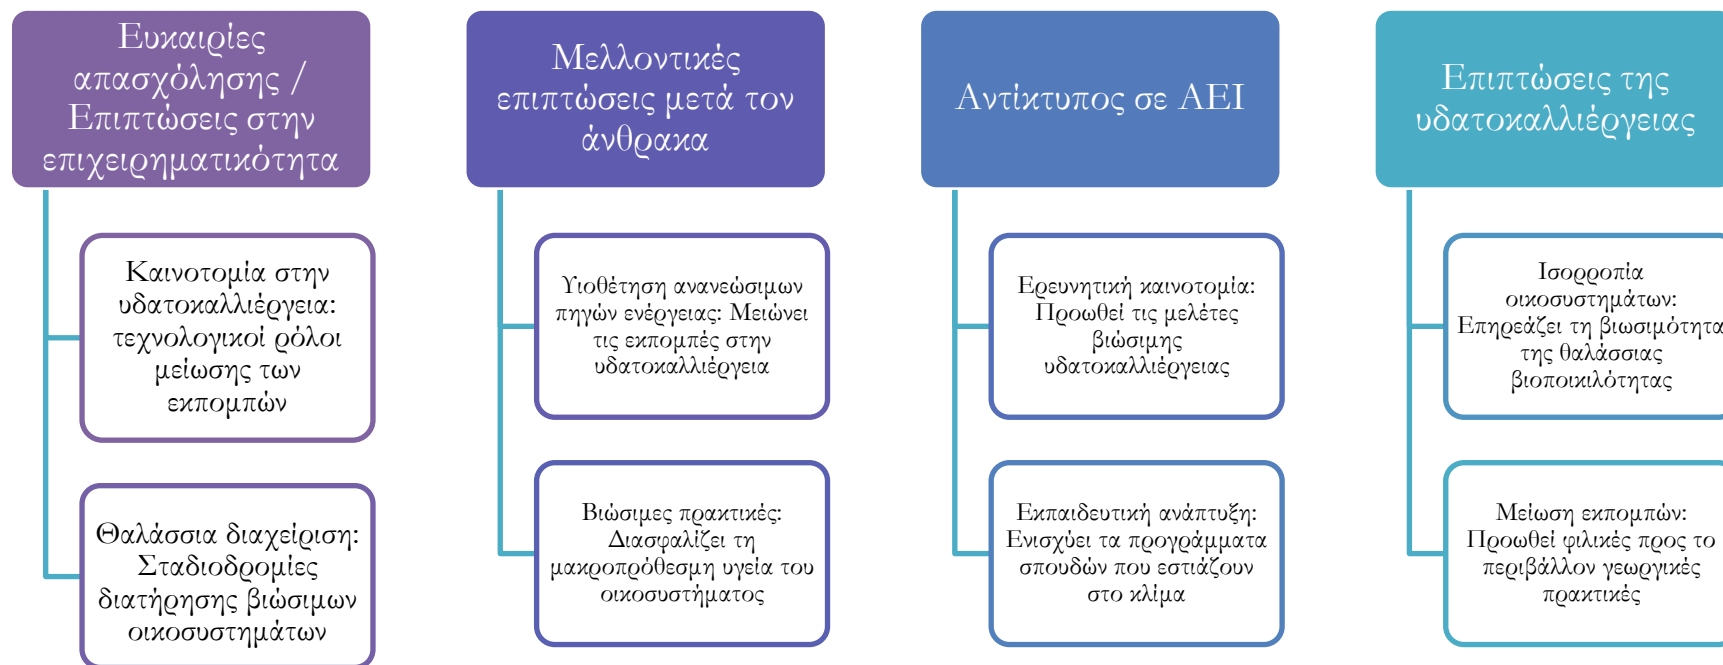 Ευκαιρίες
απασχόλησης /
Επιπτώσεις στην
επιχειρηματικότητα
Καινοτομία στην
υδατοκαλλιέργεια:
τεχνολογικοί ρόλοι
μείωσης των
εκπομπών
Θαλάσσια διαχείριση:
Σταδιοδρομίες
διατήρησης βιώσιμων
οικοσυστημάτων
Μελλοντικές
επιπτώσεις μετά τον
άνθρακα
Υιοθέτηση ανανεώσιμων
πηγών ενέργειας: Μειώνει
τις εκπομπές στην
υδατοκαλλιέργεια
Βιώσιμες πρακτικές:
Διασφαλίζει τη
μακροπρόθεσμη υγεία του
οικοσυστήματος
Αντίκτυπος σε ΑΕΙ
Ερευνητική καινοτομία:
Προωθεί τις μελέτες
βιώσιμης
υδατοκαλλιέργειας
Εκπαιδευτική ανάπτυξη:
Ενισχύει τα προγράμματα
σπουδών που εστιάζουν
στο κλίμα
Επιπτώσεις της
υδατοκαλλιέργειας
Ισορροπία
οικοσυστημάτων:
Επηρεάζει τη βιωσιμότητα
της θαλάσσιας
βιοποικιλότητας
Μείωση εκπομπών:
Προωθεί φιλικές προς το
περιβάλλον γεωργικές
πρακτικές